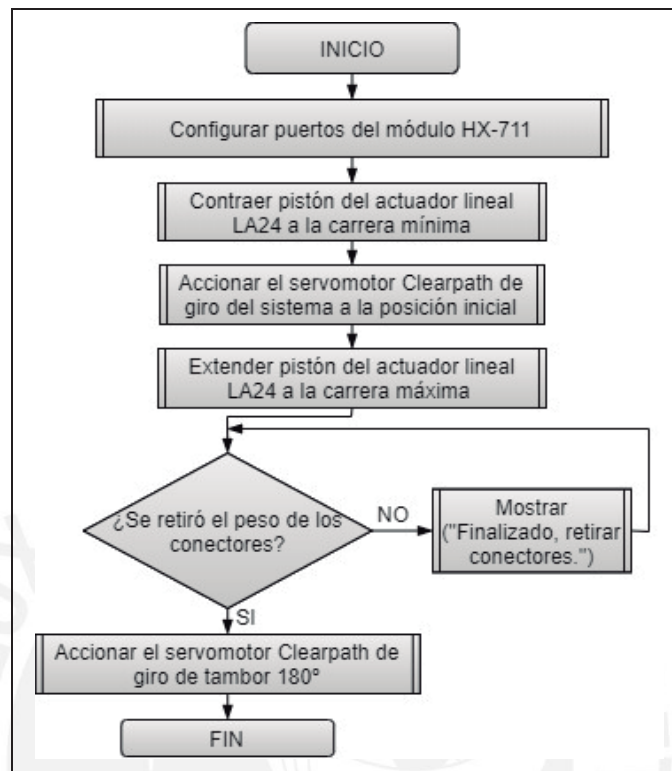 INICIO
Configurar puertos del módulo HX-711
Contraer pistón del actuador lineal
LA24 a la carrera mínima
Accionar el servomotor Clearpath de
giro del sistema a la posición inicial
Extender pistón del actuador lineal
LA24 a la carrera máxima
¿Se retiró el peso de los
conectores?
NO
Mostrar
("Finalizado, retirar
conectores.")
SI
Accionar el servomotor Clearpath de
giro de tambor 180º
FIN